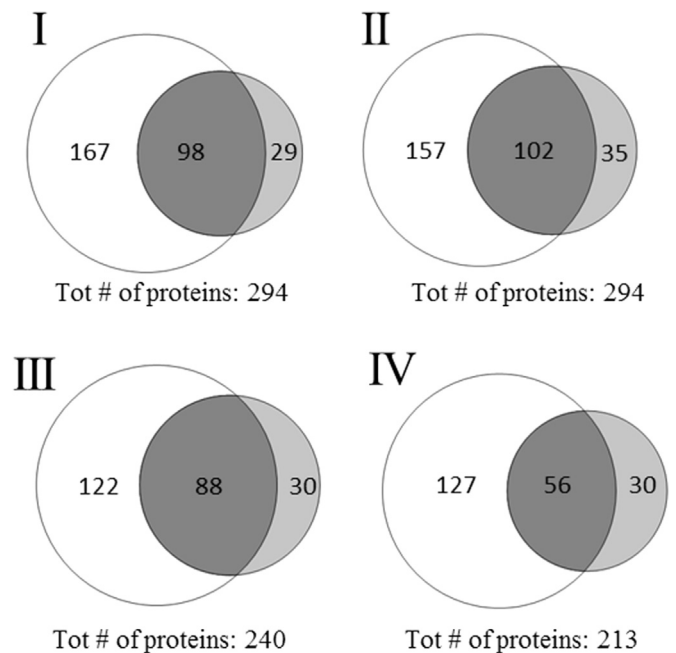 I
II
167 98 29
157 102 35
Tot # of proteins: 294
Tot # of proteins: 294
III
IV
122 88 30
127 56 30
Tot # of proteins: 240
Tot # of proteins: 213